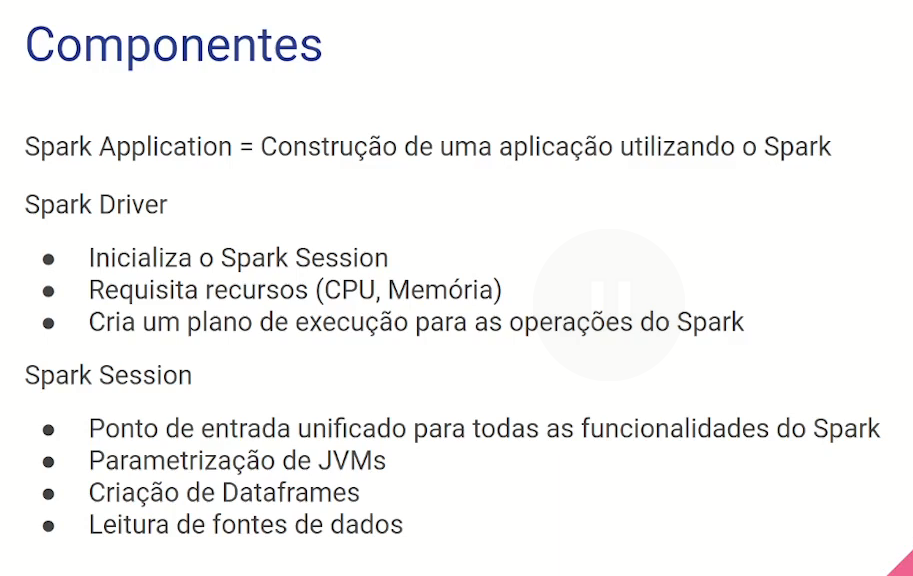 Componentes
Spark Application = Construção de uma aplicação utilizando o Spark
Spark Driver
● Inicializa o Spark Session
● Requisita recursos (CPU, Memória)
● Cria um plano de execução para as operações do Spark
Spark Session
● Ponto de entrada unificado para todas as funcionalidades do Spark
● Parametrização de JVMs
● Criação de Dataframes
● Leitura de fontes de dados